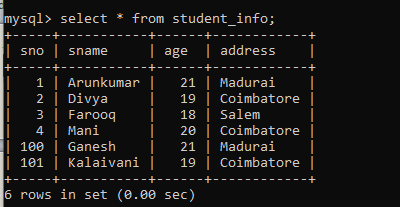 mysql> select * from student_info;
+-----+-----------+-----+------------+
| sno | sname     | age | address    |
+-----+-----------+-----+------------+
|   1 | Arunkumar |  21 | Madurai    |
|   2 | Divya     |  19 | Coimbatore |
|   3 | Farooq    |  18 | Salem      |
|   4 | Mani      |  20 | Coimbatore |
| 100 | Ganesh    |  21 | Madurai    |
| 101 | Kalaivani |  19 | Coimbatore |
+-----+-----------+-----+------------+
6 rows in set (0.00 sec)